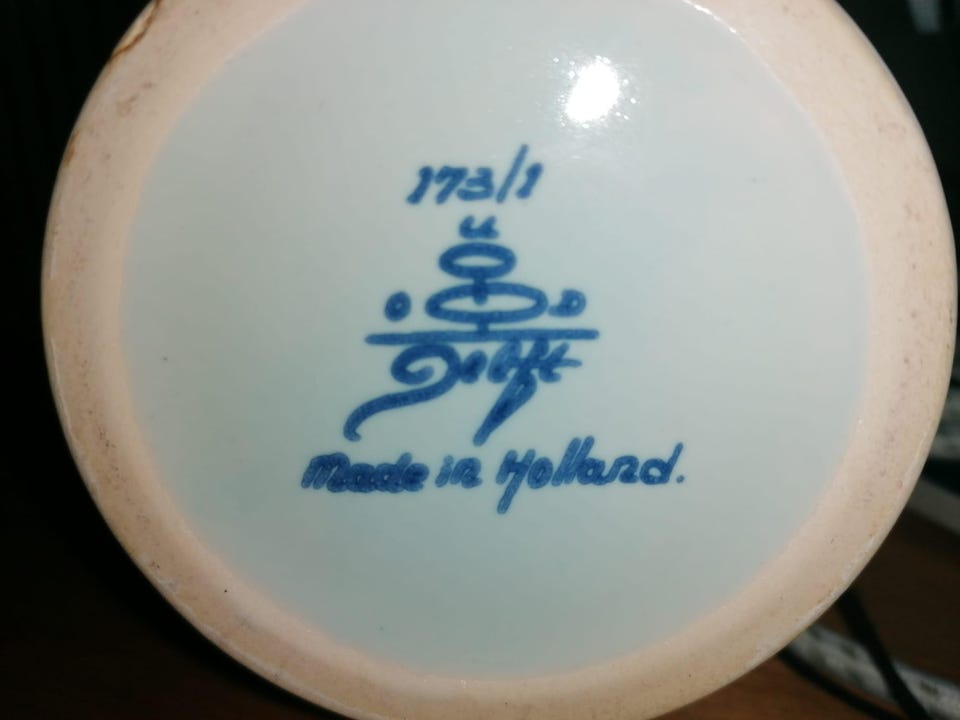 173/1
U
O D
Delft
Made in Holland.